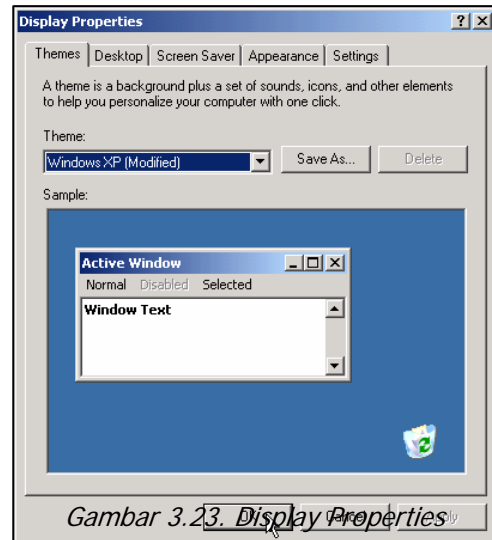 Display Properties
Themes Desktop Screen Saver Appearance Settings
A theme is a background plus a set of sounds, icons, and other elements
to help you personalize your computer with one click.
Theme:
Windows XP (Modified) Save As... Delete
Sample:
Active Window
Normal Disabled Selected
Window Text
Gambar 3.23. Display Properties